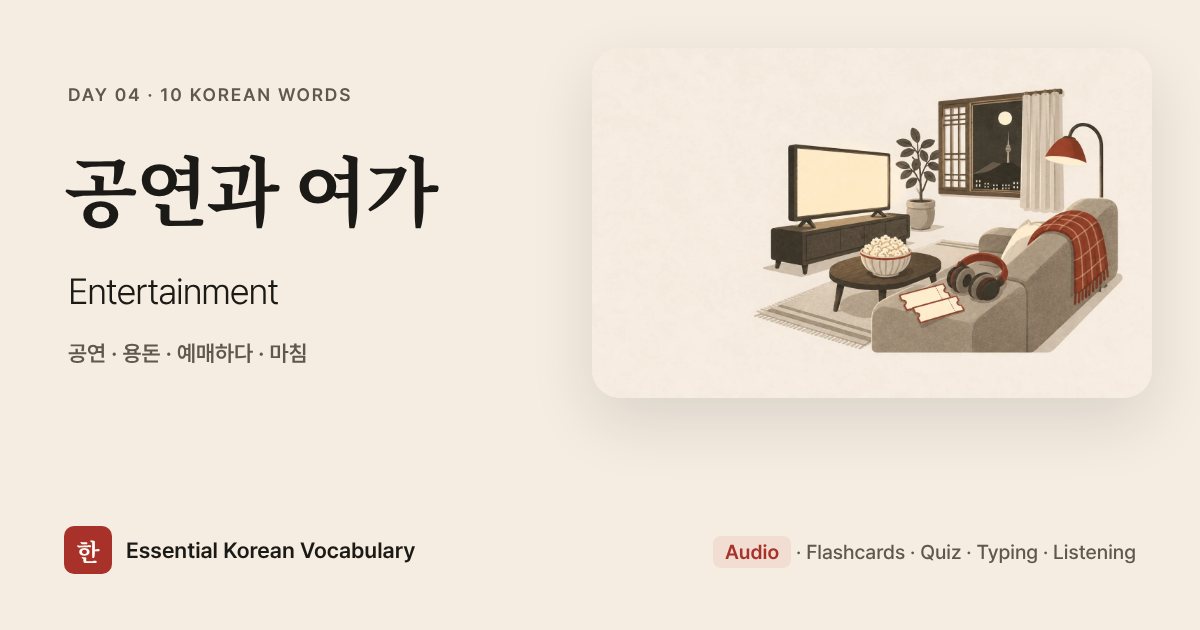 DAY 04 · 10 KOREAN WORDS
공연과 여가
Entertainment
공연 · 용돈 · 예매하다 · 마침
한 Essential Korean Vocabulary
Audio · Flashcards · Quiz · Typing · Listening